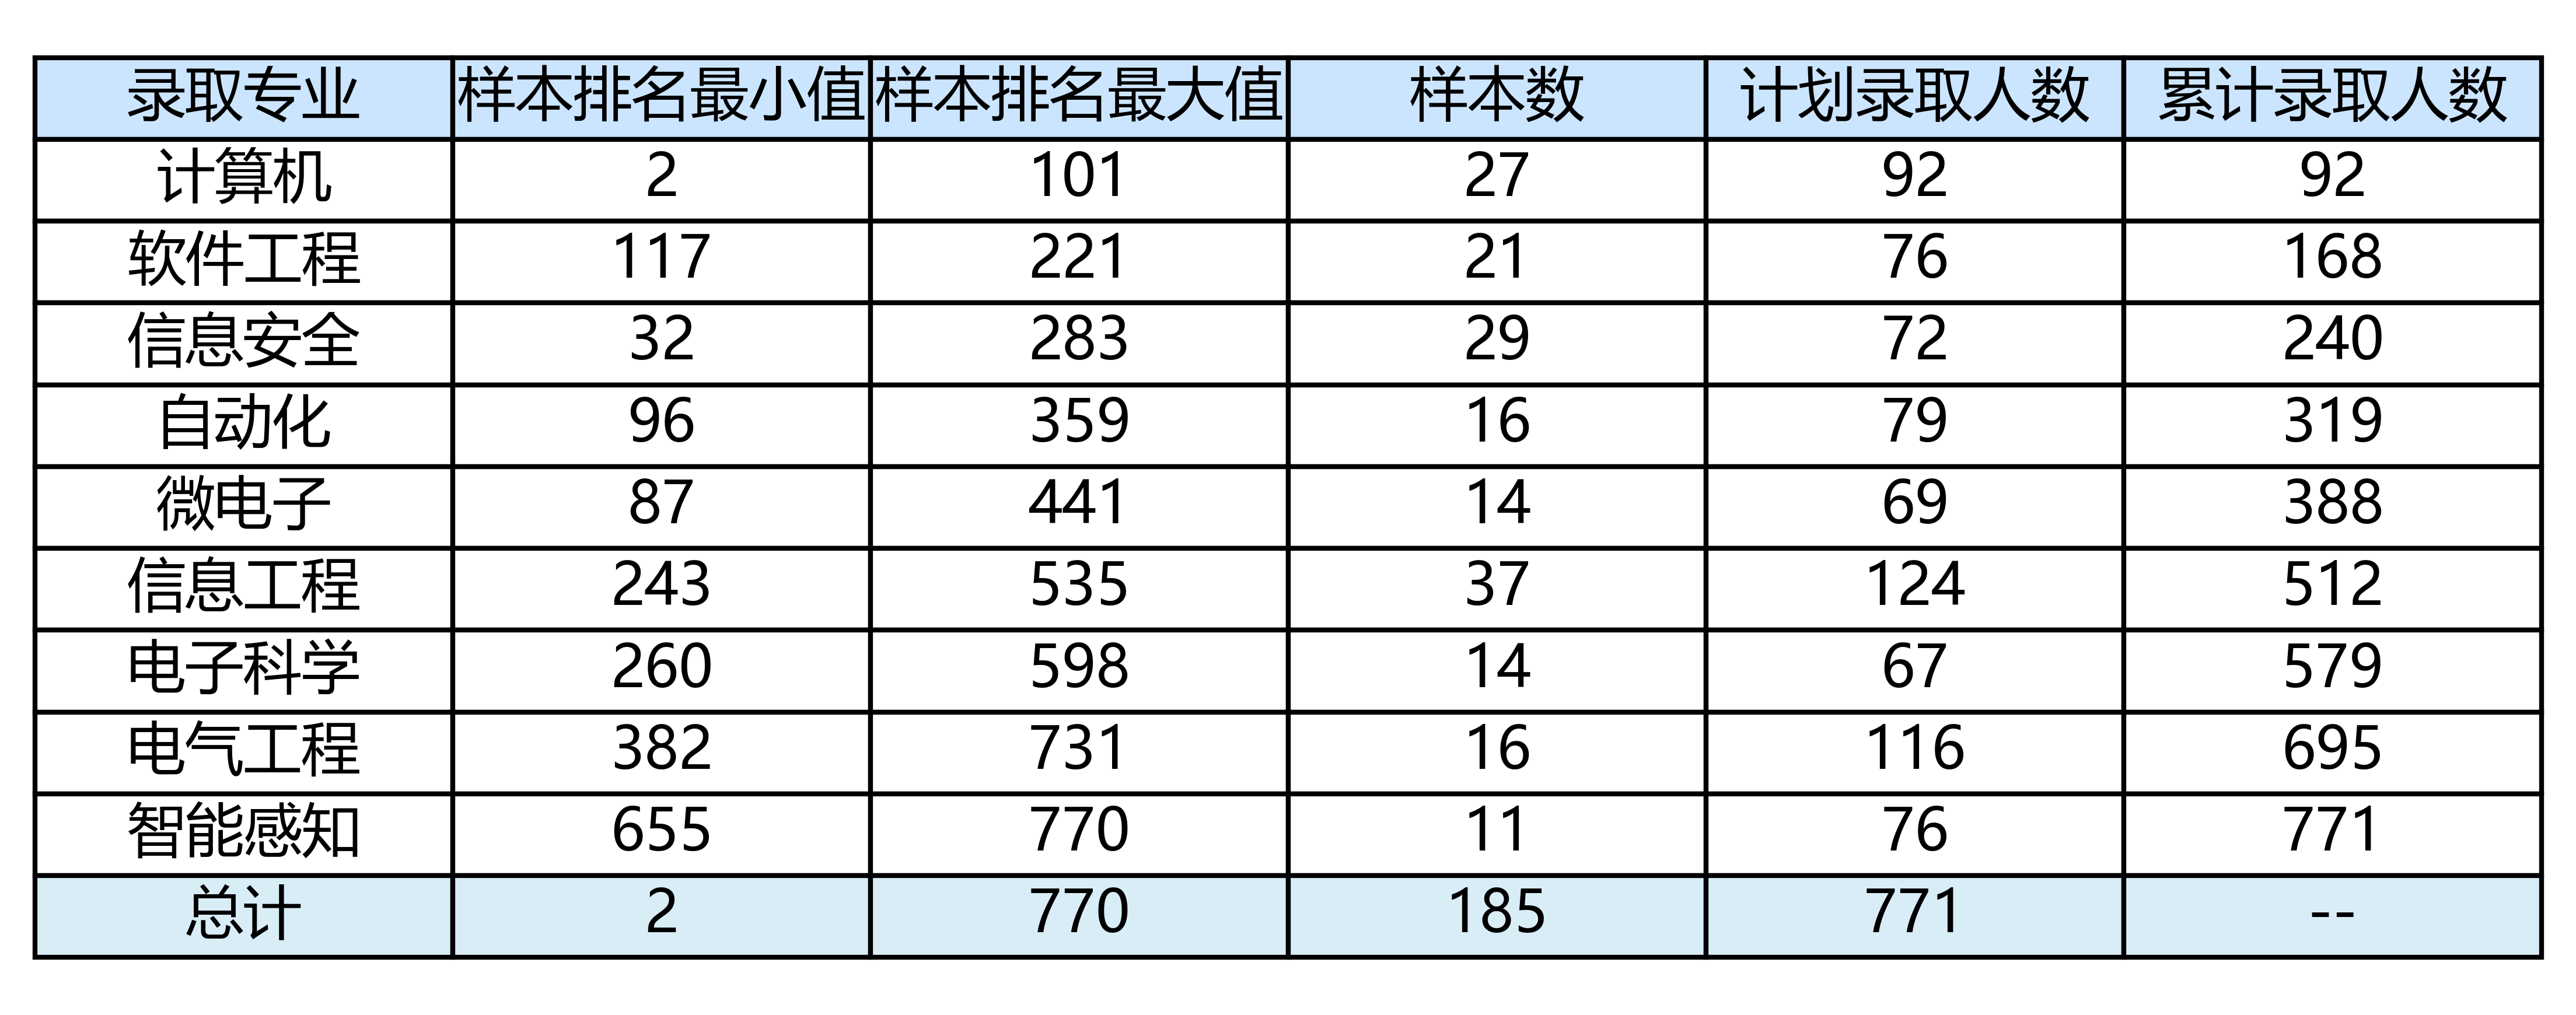 录取专业 样本排名最小值 样本排名最大值 样本数 计划录取人数 累计录取人数
计算机 2 101 27 92 92
软件工程 117 221 21 76 168
信息安全 32 283 29 72 240
自动化 96 359 16 79 319
微电子 87 441 14 69 388
信息工程 243 535 37 124 512
电子科学 260 598 14 67 579
电气工程 382 731 16 116 695
智能感知 655 770 11 76 771
总计 2 770 185 771 --